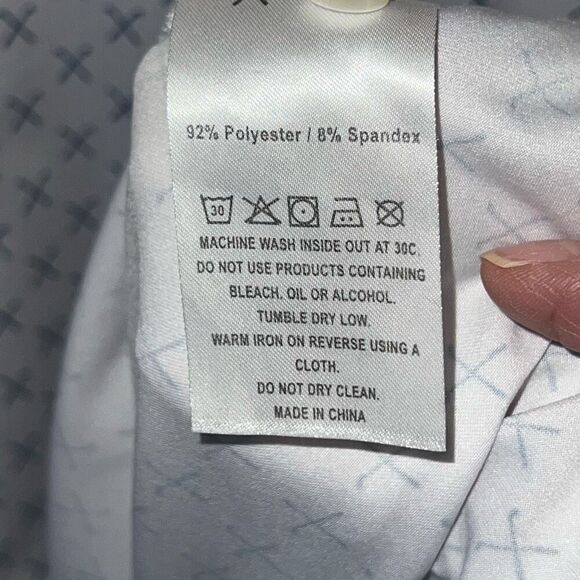 92% Polyester / 8% Spandex
30
MACHINE WASH INSIDE OUT AT 30C.
DO NOT USE PRODUCTS CONTAINING
BLEACH. OIL OR ALCOHOL.
TUMBLE DRY LOW.
WARM IRON ON REVERSE USING A
CLOTH.
DO NOT DRY CLEAN.
MADE IN CHINA